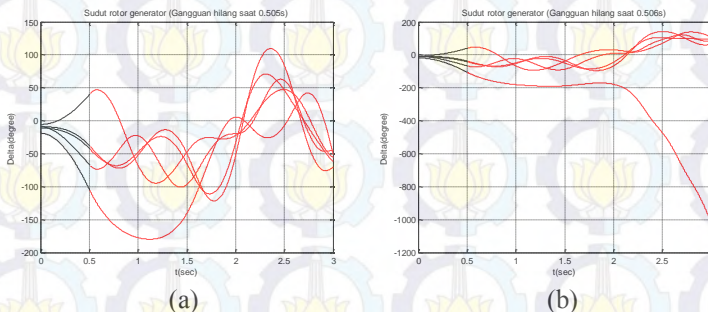 Sudut rotor generator (Gangguan hilang saat 0.505s)
150
100
50
0
-50
-100
-150
-200
Delta(degree)
0 0.5 1 1.5 2 2.5 3
t(sec)
(a)
Sudut rotor generator (Gangguan hilang saat 0.506s)
200
0
-200
-400
-600
-800
-1000
-1200
Delta(degree)
0 0.5 1 1.5 2 2.5
t(sec)
(b)